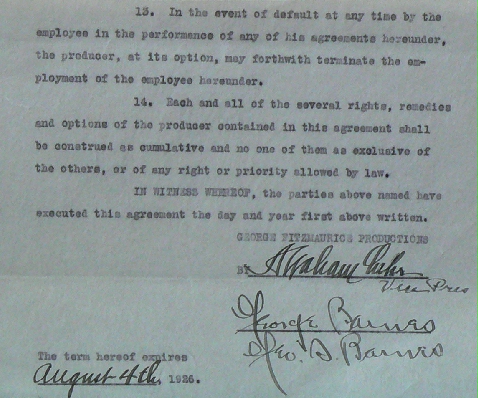 13. In the event of default at any time by the
employee in the performance of any of his agreements hereunder,
the producer, at its option, may forthwith terminate the em-
ployment of the employee hereunder.
14. Each and all of the several rights, remedies
and options of the producer contained in this agreement shall
be construed as cumulative and no one of them as exclusive of
the others, or of any right or priority allowed by law.
IN WITNESS WHEREOF, the parties above named have
executed this agreement the day and year first above written.
GEORGE FITZMAURICE PRODUCTIONS
BY
Vice Pres
George Barnes
Geo. S. Barnes
The term hereof expires
August 4th 1926.